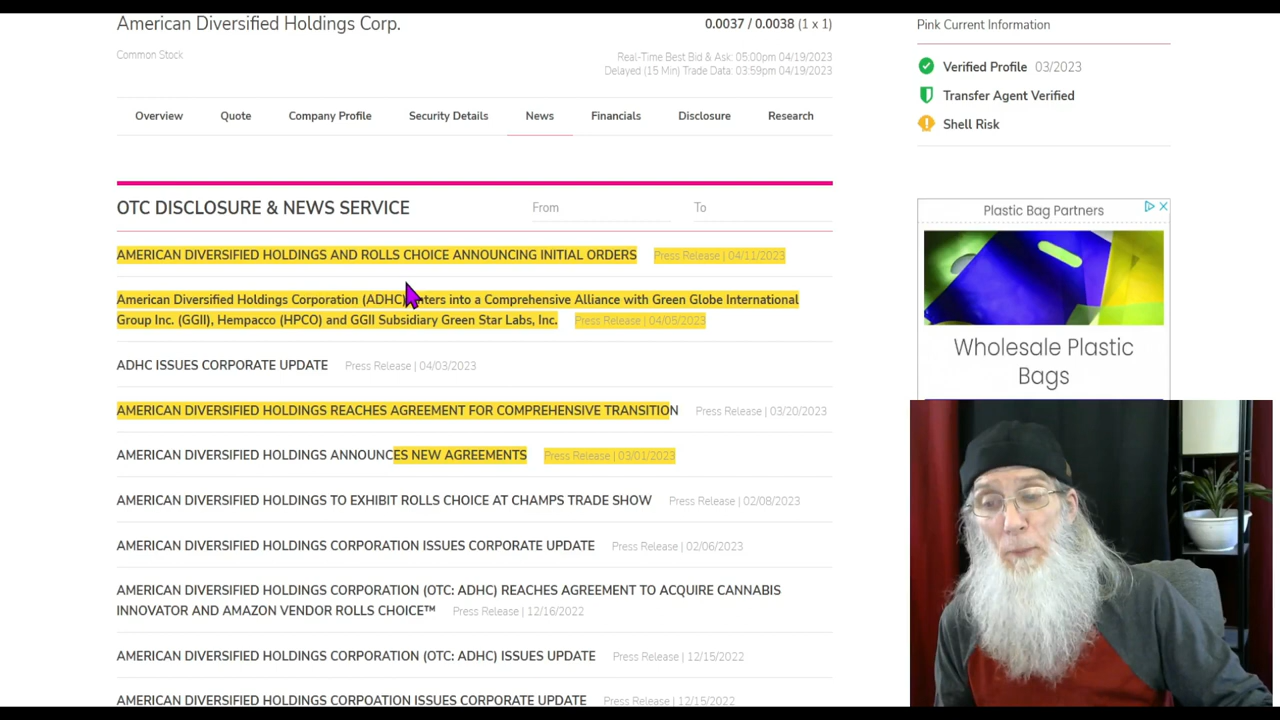 American Diversified Holdings Corp.
0.0037 / 0.0038 (1 x 1)
Common Stock
Real-Time Best Bid & Ask: 05:00pm 04/19/2023
Delayed (15 Min) Trade Data: 03:59pm 04/19/2023
Overview Quote Company Profile Security Details News Financials Disclosure Research
OTC DISCLOSURE & NEWS SERVICE From To
AMERICAN DIVERSIFIED HOLDINGS AND ROLLS CHOICE ANNOUNCING INITIAL ORDERS Press Release | 04/11/2023
American Diversified Holdings Corporation (ADHC) into a Comprehensive Alliance with Green Globe International
Group Inc. (GGII), Hempacco (HPCO) and GGII Subsidiary Green Star Labs, Inc. Press Release | 04/05/2023
ADHC ISSUES CORPORATE UPDATE Press Release | 04/03/2023
AMERICAN DIVERSIFIED HOLDINGS REACHES AGREEMENT FOR COMPREHENSIVE TRANSITION Press Release | 03/20/2023
AMERICAN DIVERSIFIED HOLDINGS ANNOUNCES NEW AGREEMENTS Press Release | 03/01/2023
AMERICAN DIVERSIFIED HOLDINGS TO EXHIBIT ROLLS CHOICE AT CHAMPS TRADE SHOW Press Release | 02/08/2023
AMERICAN DIVERSIFIED HOLDINGS CORPORATION ISSUES CORPORATE UPDATE Press Release | 02/06/2023
AMERICAN DIVERSIFIED HOLDINGS CORPORATION (OTC: ADHC) REACHES AGREEMENT TO ACQUIRE CANNABIS
INNOVATOR AND AMAZON VENDOR ROLLS CHOICE™ Press Release | 12/16/2022
AMERICAN DIVERSIFIED HOLDINGS CORPORATION (OTC: ADHC) ISSUES UPDATE Press Release | 12/15/2022
AMERICAN DIVERSIFIED HOLDINGS CORPOATION ISSUES CORPORATE UPDATE Press Release | 12/15/2022
Pink Current Information
Verified Profile 03/2023
Transfer Agent Verified
Shell Risk
Plastic Bag Partners
Wholesale Plastic
Bags